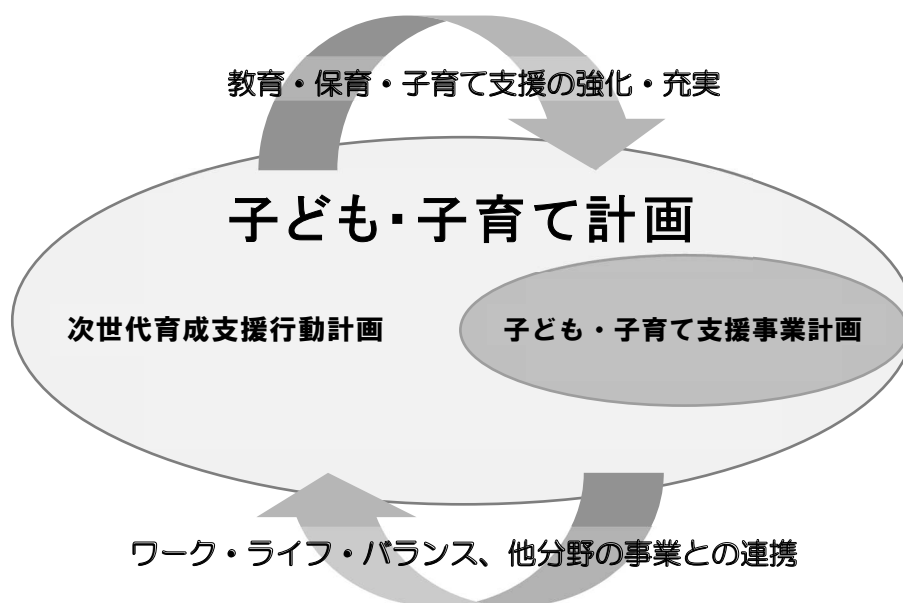 教育・保育・子育て支援の強化・充実
子ども・子育て計画
次世代育成支援行動計画
子ども・子育て支援事業計画
ワーク・ライフ・バランス、他分野の事業との連携